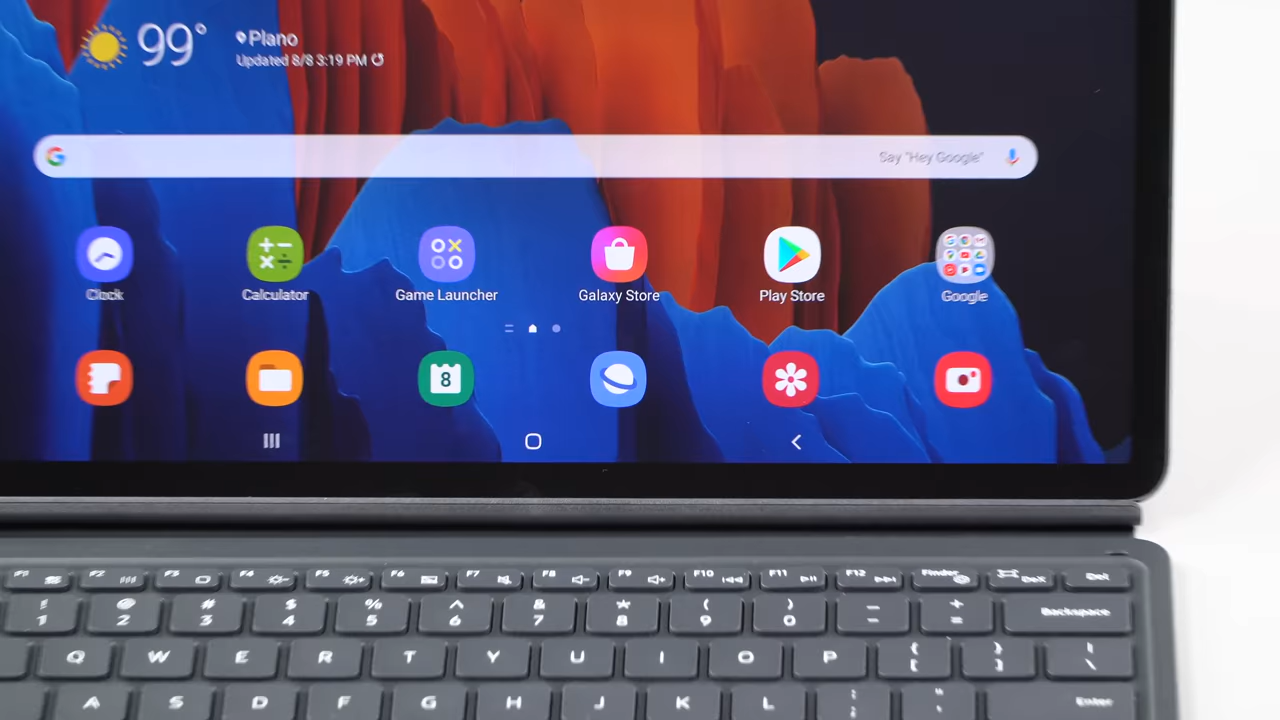 99°
Plano
Updated 8/8 3:19 PM
Say "Hey Google"
Clock Calculator Game Launcher Galaxy Store Play Store Google
8
F1 F2 F3 F4 F5 F6 F7 F8 F9 F10 F11 F12 Finder DeX Del
! @ # $ % ^ & * ( ) _ +
1 2 3 4 5 6 7 8 9 0 - = Backspace
Q W E R T Y U I O P { } |
[ ] \
A S D F G H J K L : " Enter
; '